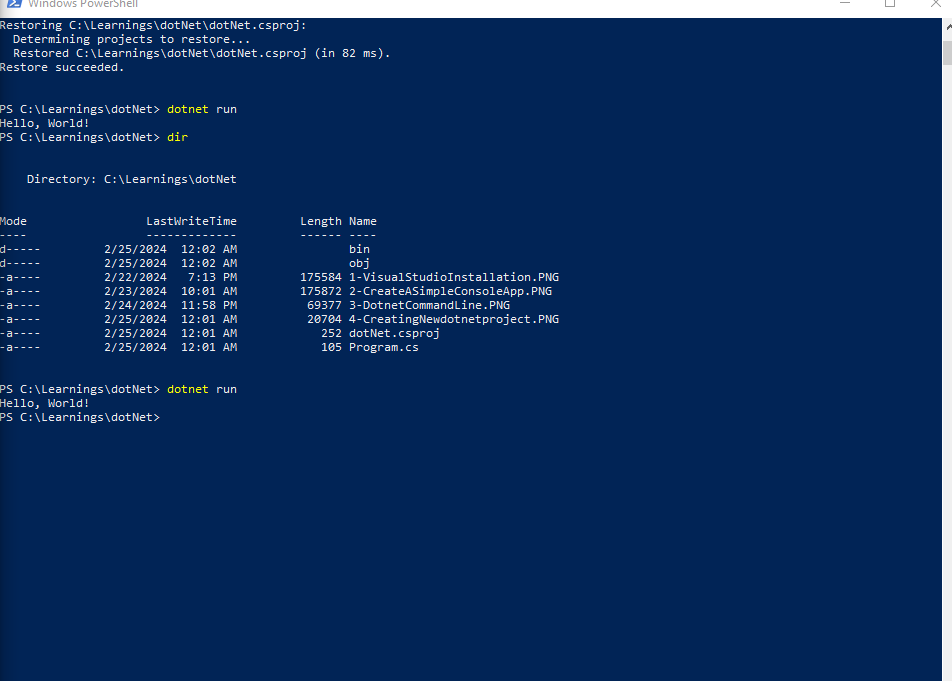 Windows PowerShell
Restoring C:\Learnings\dotNet\dotNet.csproj:
  Determining projects to restore...
  Restored C:\Learnings\dotNet\dotNet.csproj (in 82 ms).
Restore succeeded.
PS C:\Learnings\dotNet> dotnet run
Hello, World!
PS C:\Learnings\dotNet> dir
    Directory: C:\Learnings\dotNet
Mode                 LastWriteTime         Length Name
----                 -------------         ------ ----
d-----         2/25/2024  12:02 AM                bin
d-----         2/25/2024  12:02 AM                obj
-a----         2/22/2024   7:13 PM         175584 1-VisualStudioInstallation.PNG
-a----         2/23/2024  10:01 AM         175872 2-CreateASimpleConsoleApp.PNG
-a----         2/24/2024  11:58 PM          69377 3-DotnetCommandLine.PNG
-a----         2/25/2024  12:01 AM          20704 4-CreatingNewdotnetproject.PNG
-a----         2/25/2024  12:01 AM            252 dotNet.csproj
-a----         2/25/2024  12:01 AM            105 Program.cs
PS C:\Learnings\dotNet> dotnet run
Hello, World!
PS C:\Learnings\dotNet>